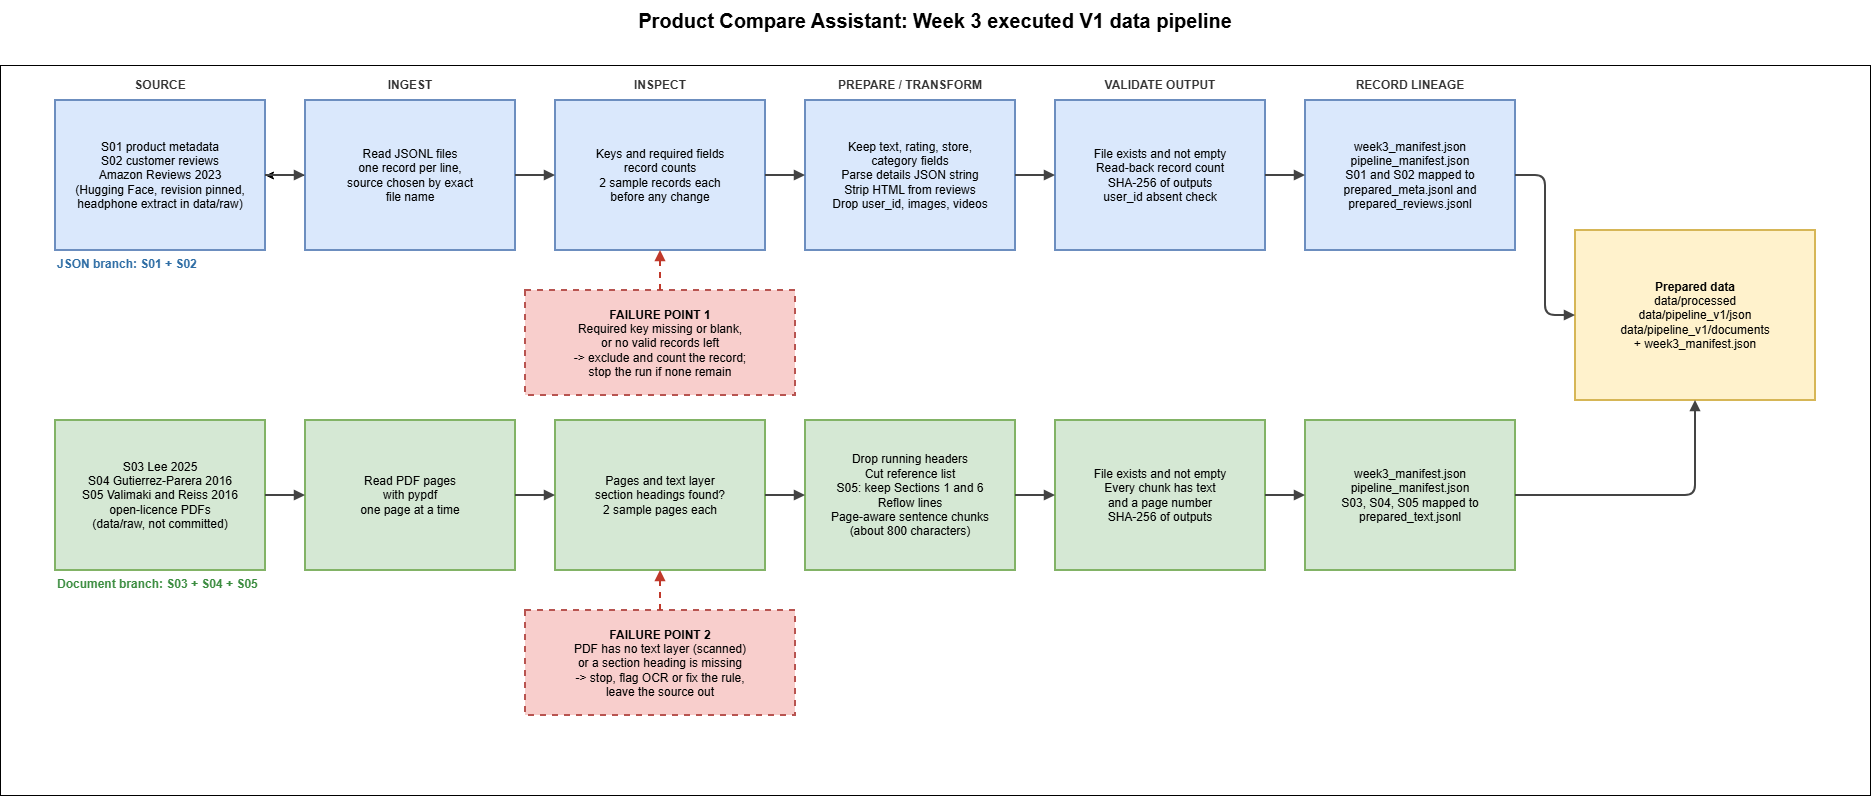 Product Compare Assistant: Week 3 executed V1 data pipeline
SOURCE
INGEST
INSPECT
PREPARE / TRANSFORM
VALIDATE OUTPUT
RECORD LINEAGE
S01 product metadata
S02 customer reviews
Amazon Reviews 2023
(Hugging Face, revision pinned,
headphone extract in data/raw)
Read JSONL files
one record per line,
source chosen by exact
file name
Keys and required fields
record counts
2 sample records each
before any change
Keep text, rating, store,
category fields
Parse details JSON string
Strip HTML from reviews
Drop user_id, images, videos
File exists and not empty
Read-back record count
SHA-256 of outputs
user_id absent check
week3_manifest.json
pipeline_manifest.json
S01 and S02 mapped to
prepared_meta.jsonl and
prepared_reviews.jsonl
JSON branch: S01 + S02
FAILURE POINT 1
Required key missing or blank,
or no valid records left
-> exclude and count the record;
stop the run if none remain
Prepared data
data/processed
data/pipeline_v1/json
data/pipeline_v1/documents
+ week3_manifest.json
S03 Lee 2025
S04 Gutierrez-Parera 2016
S05 Valimaki and Reiss 2016
open-licence PDFs
(data/raw, not committed)
Read PDF pages
with pypdf
one page at a time
Pages and text layer
section headings found?
2 sample pages each
Drop running headers
Cut reference list
S05: keep Sections 1 and 6
Reflow lines
Page-aware sentence chunks
(about 800 characters)
File exists and not empty
Every chunk has text
and a page number
SHA-256 of outputs
week3_manifest.json
pipeline_manifest.json
S03, S04, S05 mapped to
prepared_text.jsonl
Document branch: S03 + S04 + S05
FAILURE POINT 2
PDF has no text layer (scanned)
or a section heading is missing
-> stop, flag OCR or fix the rule,
leave the source out